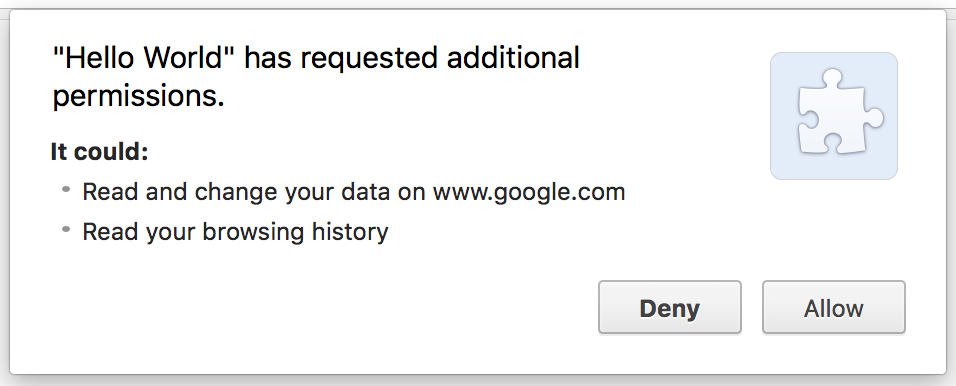 "Hello World" has requested additional
permissions.
It could:
Read and change your data on www.google.com
Read your browsing history
Deny
Allow